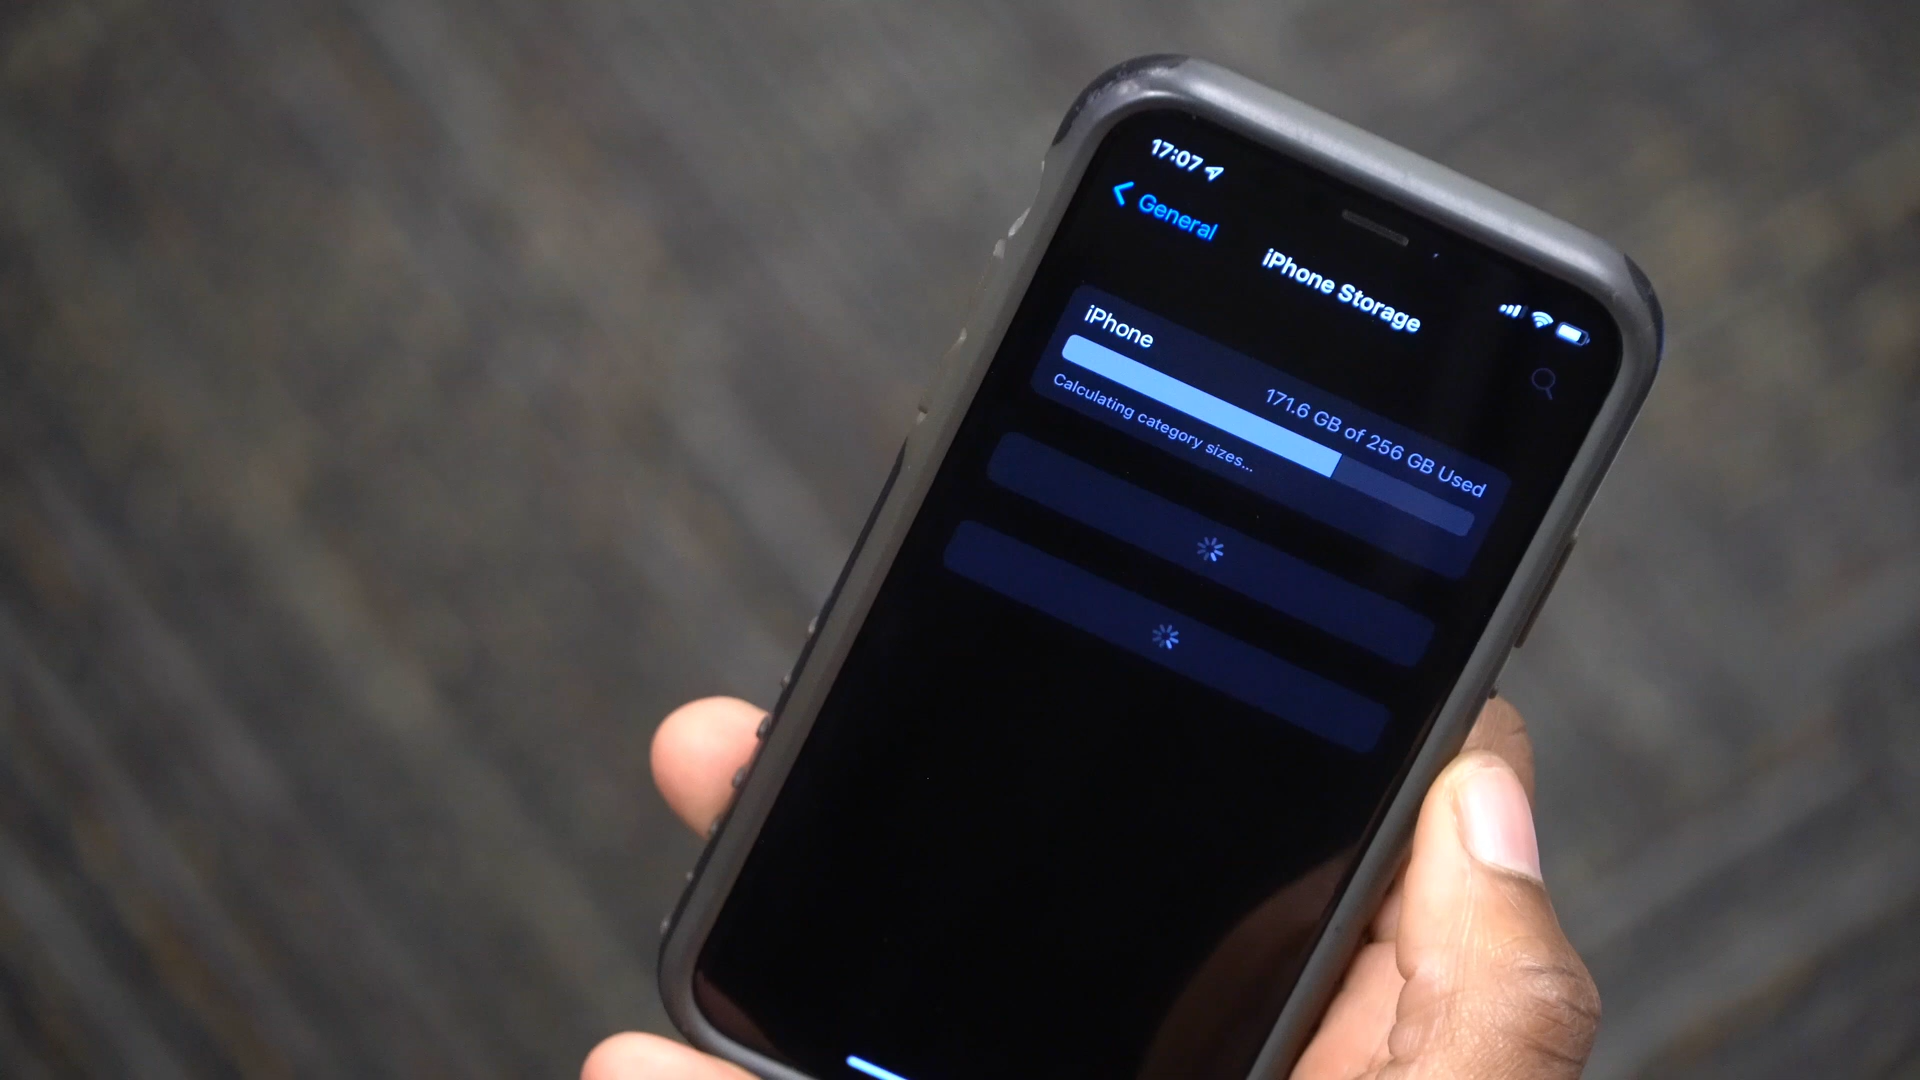 17:07
General
iPhone Storage
iPhone
171.6 GB of 256 GB Used
Calculating category sizes...